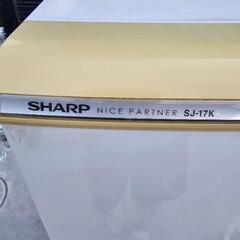 SHARP NICE PARTNER SJ-17K